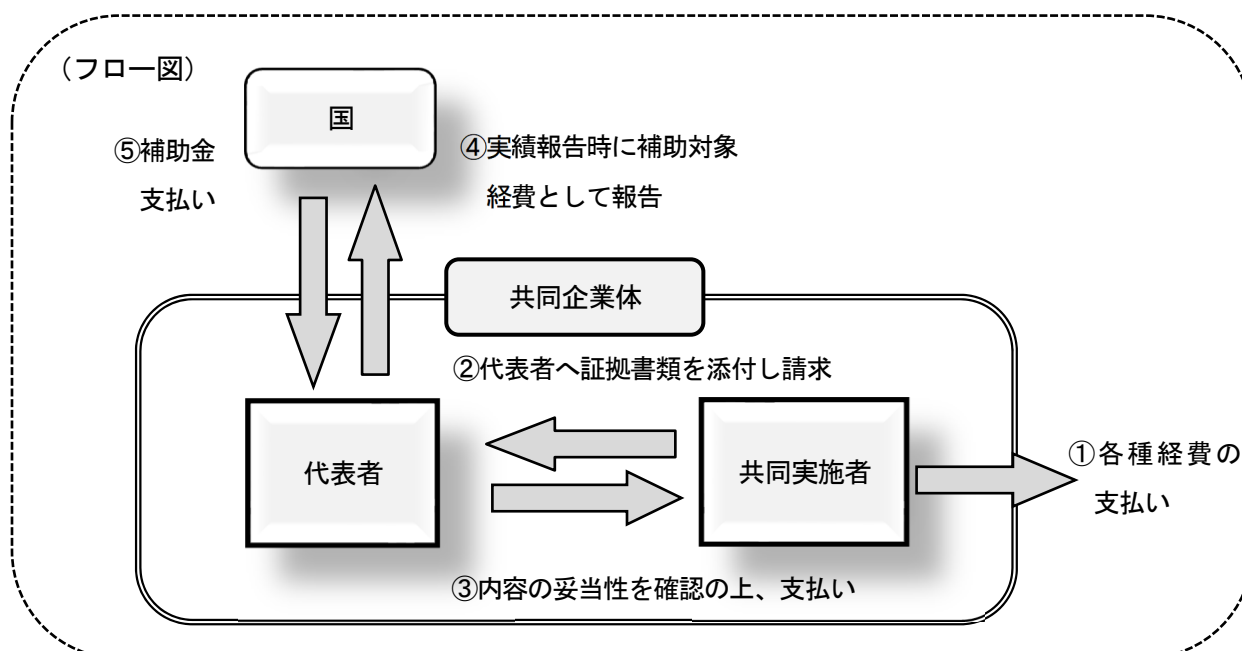 （フロー図）
国
⑤補助金
支払い
④実績報告時に補助対象
経費として報告
共同企業体
②代表者へ証拠書類を添付し請求
代表者
共同実施者
①各種経費の
支払い
③内容の妥当性を確認の上、支払い